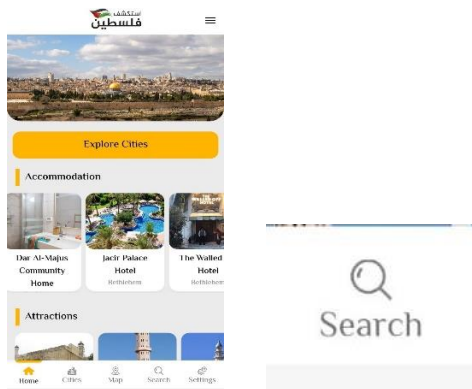 استكشف
فلسطين
Explore Cities
Accommodation
Dar Al-Majus
Community
Home
Jacir Palace
Hotel
Bethlehem
The Walled
Hotel
Bethlehem
Attractions
Home
Cities
Map
Search
Settings
Search